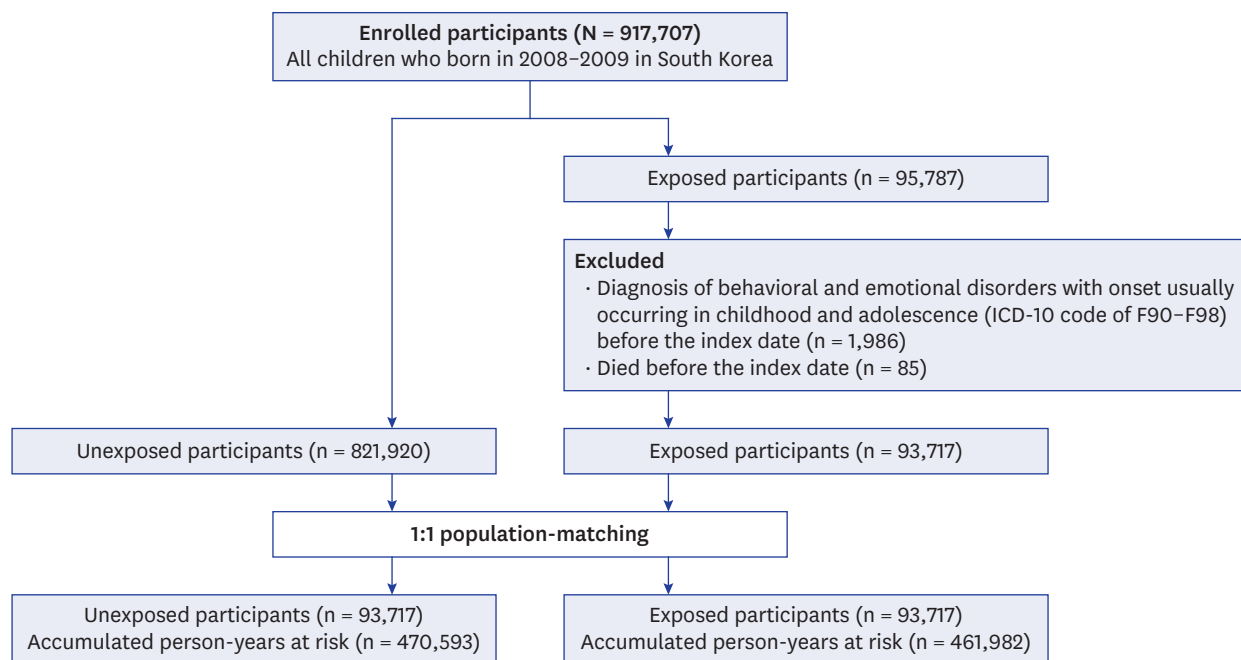 Enrolled participants (N = 917,707)
All children who born in 2008–2009 in South Korea
Exposed participants (n = 95,787)
Excluded
· Diagnosis of behavioral and emotional disorders with onset usually
occurring in childhood and adolescence (ICD-10 code of F90–F98)
before the index date (n = 1,986)
· Died before the index date (n = 85)
Unexposed participants (n = 821,920)
Exposed participants (n = 93,717)
1:1 population-matching
Unexposed participants (n = 93,717)
Accumulated person-years at risk (n = 470,593)
Exposed participants (n = 93,717)
Accumulated person-years at risk (n = 461,982)